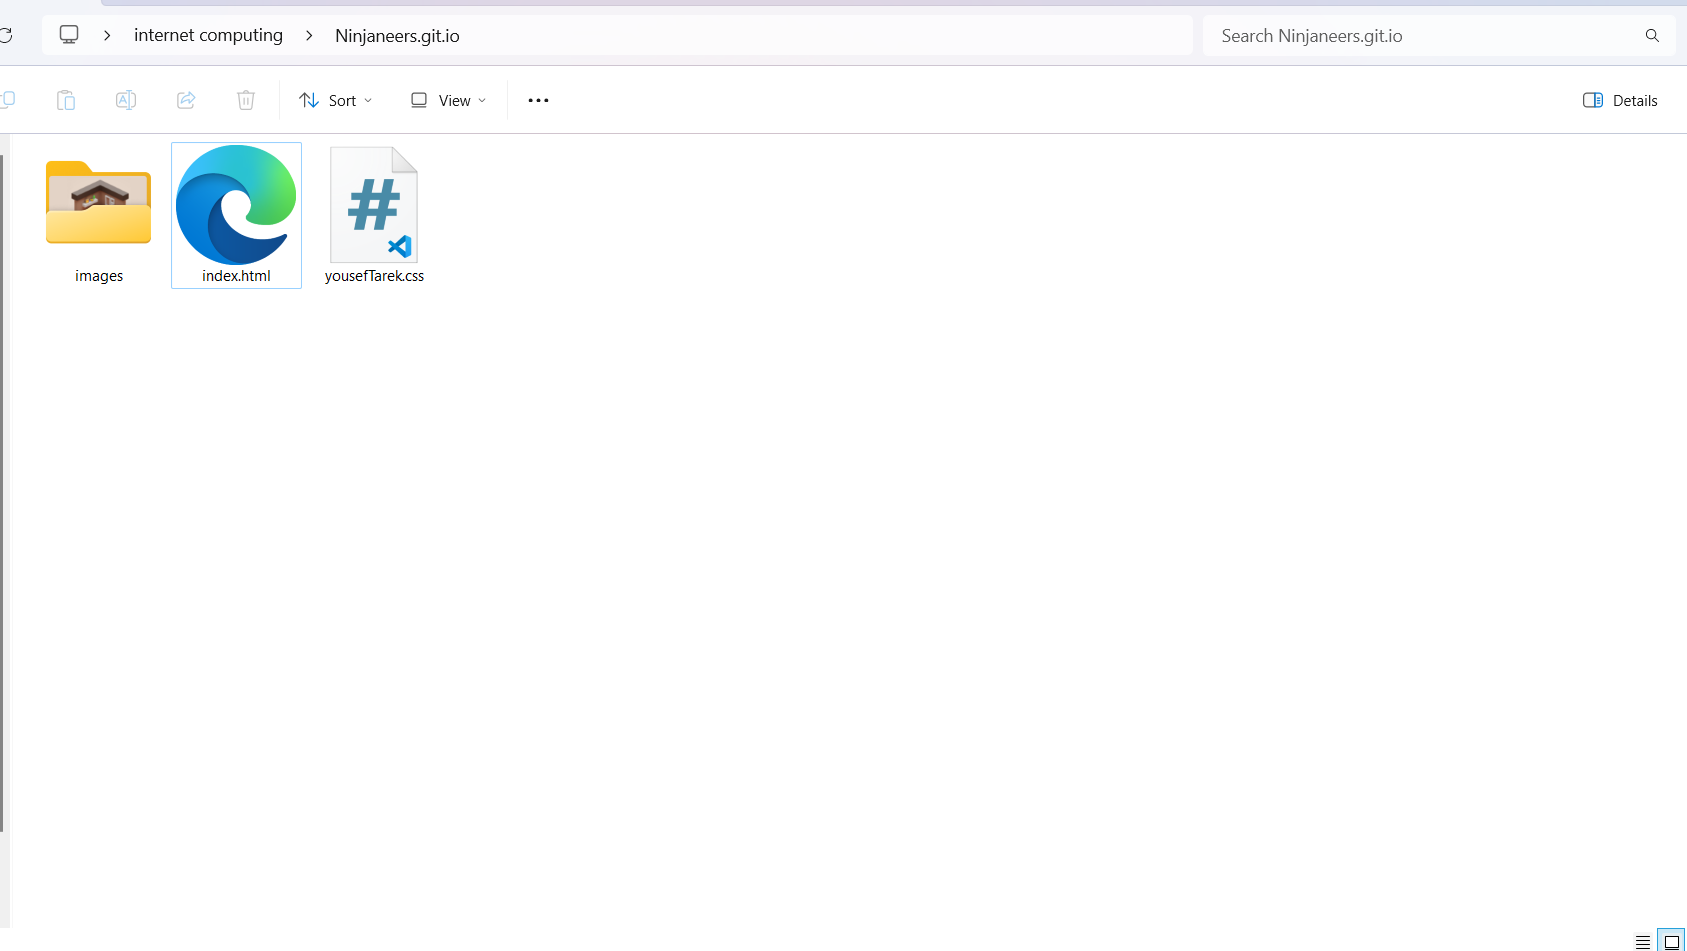 internet computing
Ninjaneers.git.io
Search Ninjaneers.git.io
Sort
View
Details
images
index.html
yousefTarek.css